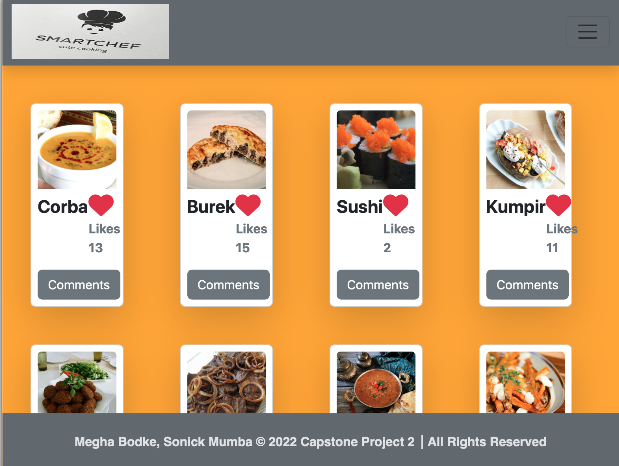 SMARTCHEF
Corba
Likes
13
Comments
Burek
Likes
15
Comments
Sushi
Likes
2
Comments
Kumpir
Likes
11
Comments
Megha Bodke, Sonick Mumba © 2022 Capstone Project 2 | All Rights Reserved